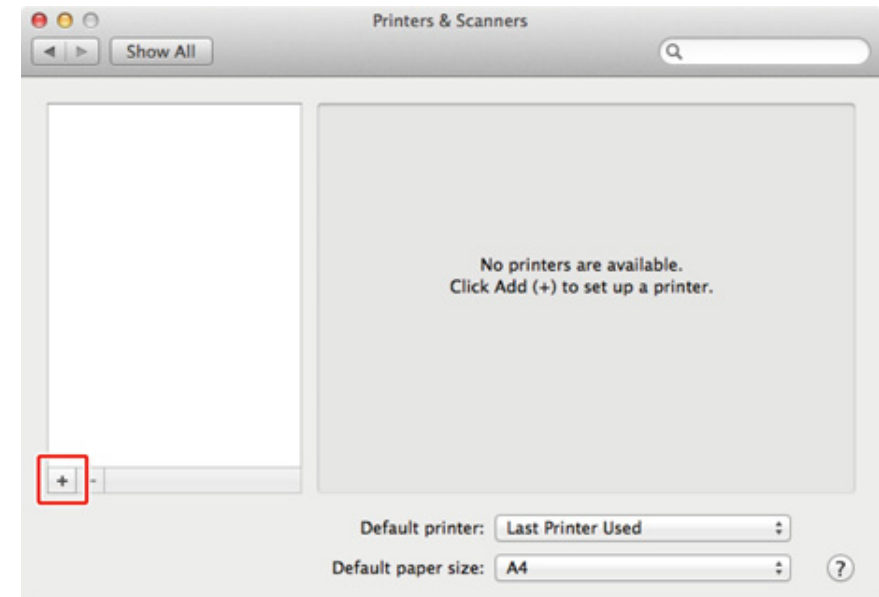 Printers & Scanners
Show All
No printers are available.
Click Add (+) to set up a printer.
+ -
Default printer: Last Printer Used
Default paper size: A4 ?